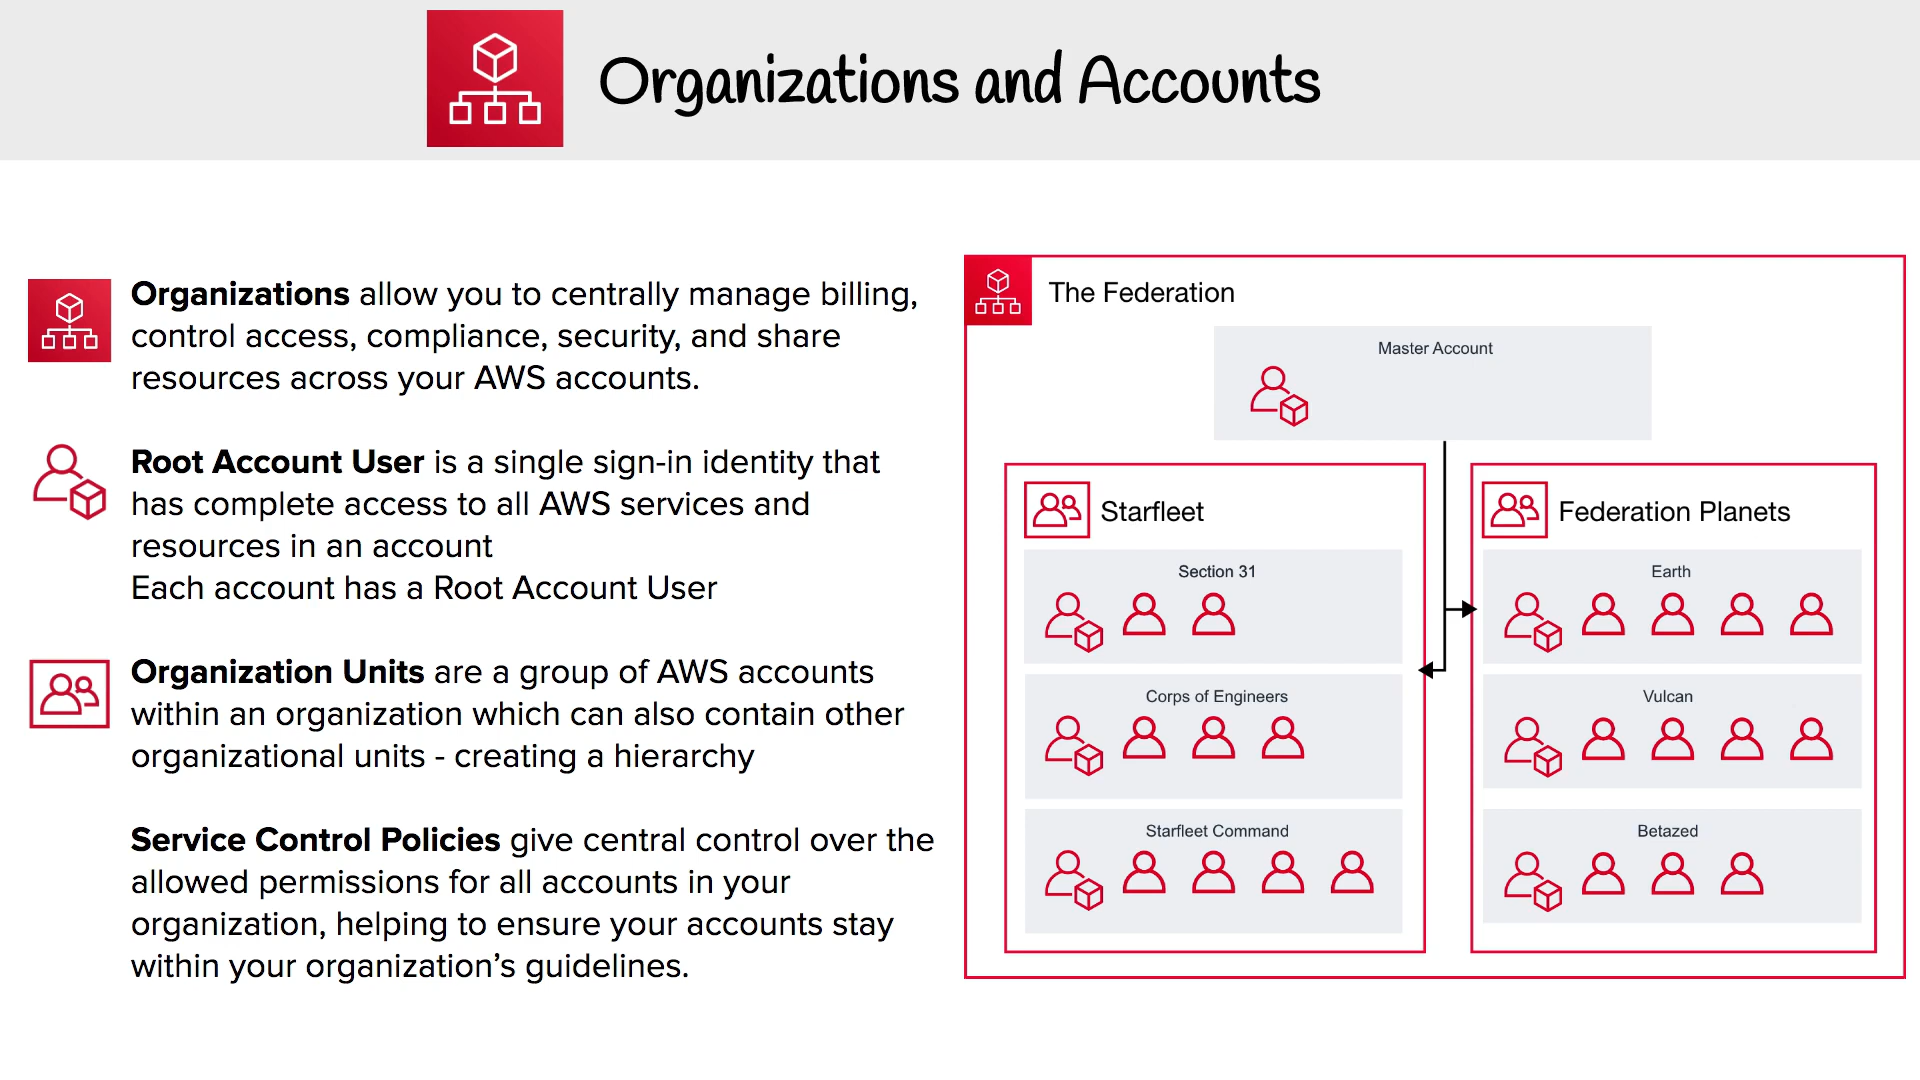 Organizations and Accounts
Organizations allow you to centrally manage billing,
control access, compliance, security, and share
resources across your AWS accounts.
Root Account User is a single sign-in identity that
has complete access to all AWS services and
resources in an account
Each account has a Root Account User
Organization Units are a group of AWS accounts
within an organization which can also contain other
organizational units - creating a hierarchy
Service Control Policies give central control over the
allowed permissions for all accounts in your
organization, helping to ensure your accounts stay
within your organization’s guidelines.
The Federation
Master Account
Starfleet
Section 31
Corps of Engineers
Starfleet Command
Federation Planets
Earth
Vulcan
Betazed